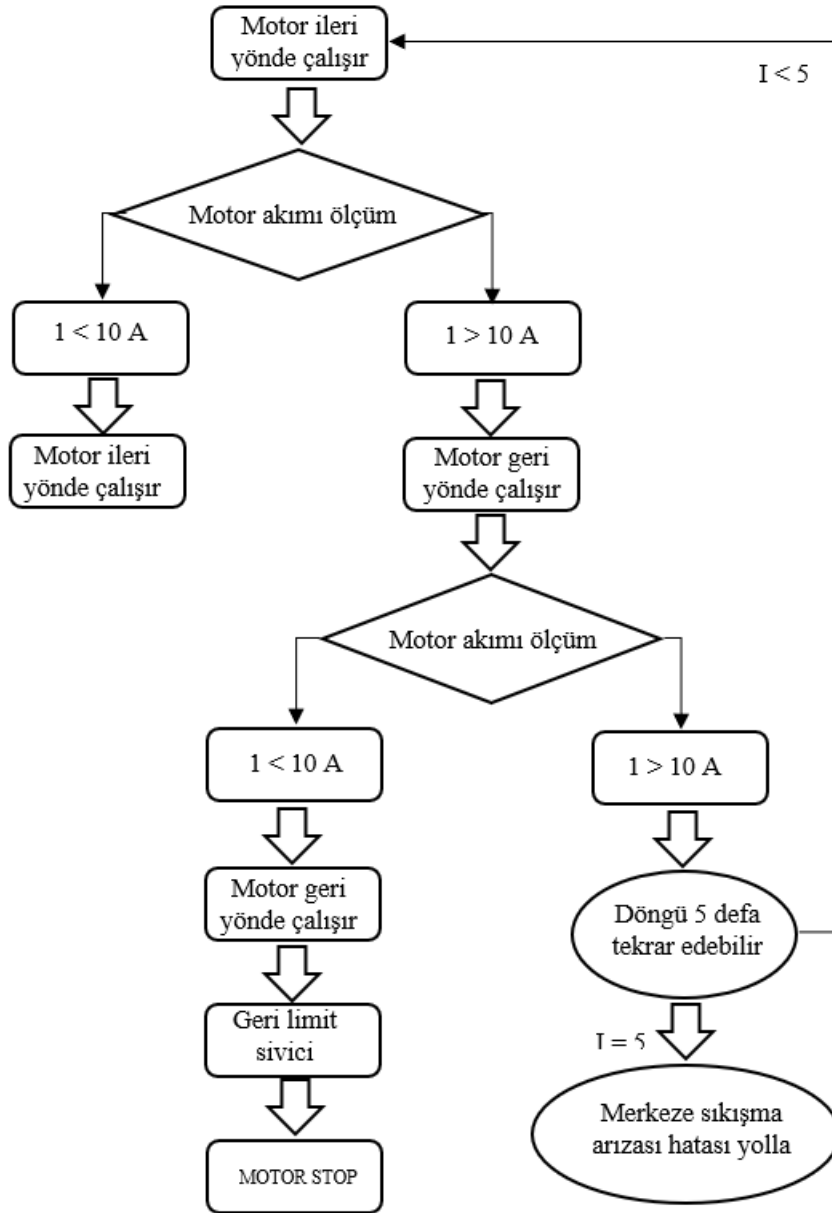 Motor ileri
yönde çalışır
I < 5
Motor akımı ölçüm
1 < 10 A
1 > 10 A
Motor ileri
yönde çalışır
Motor geri
yönde çalışır
Motor akımı ölçüm
1 < 10 A
1 > 10 A
Motor geri
yönde çalışır
Döngü 5 defa
tekrar edebilir
Geri limit
sivici
I = 5
Merkeze sıkışma
arızası hatası yolla
MOTOR STOP